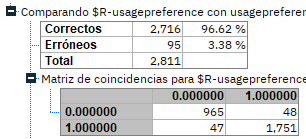 Comparando $R-usagepreference con usageprefere
Correctos 2,716 96.62 %
Erróneos 95 3.38 %
Total 2,811
Matriz de coincidencias para $R-usagepreference
0.000000 1.000000
0.000000 965 48
1.000000 47 1,751